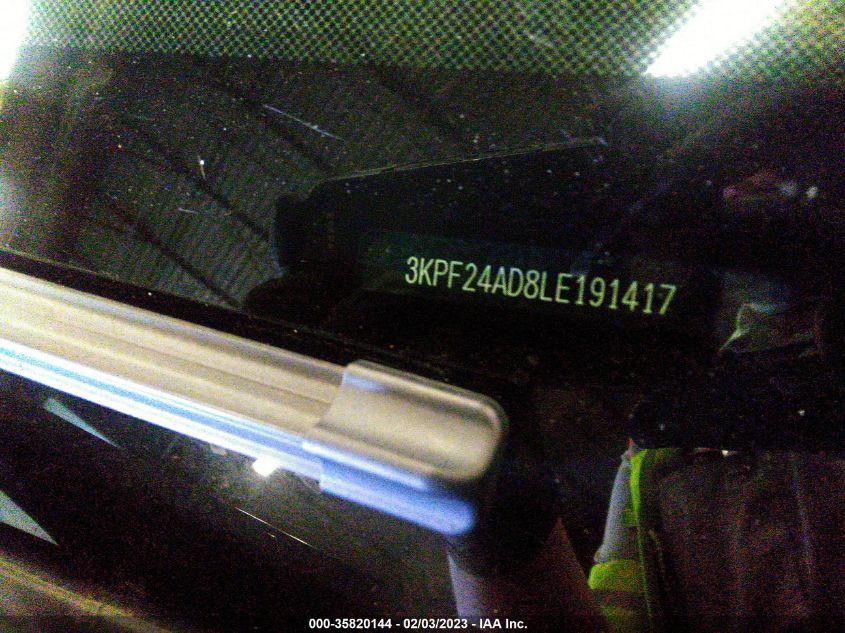 3KPF24AD8LE191417
000-35820144 - 02/03/2023 - IAA Inc.